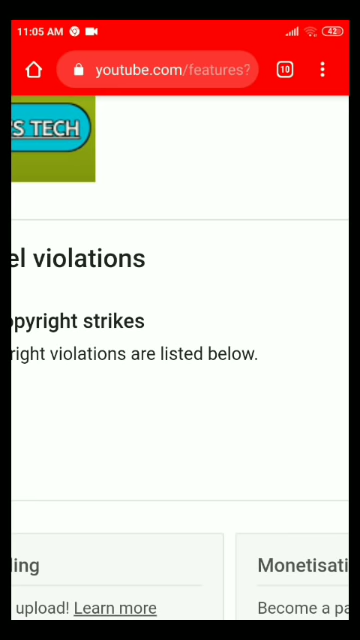 11:05 AM
42
youtube.com/features?
10
S TECH
el violations
opyright strikes
right violations are listed below.
ling
Monetisati
upload! Learn more
Become a pa